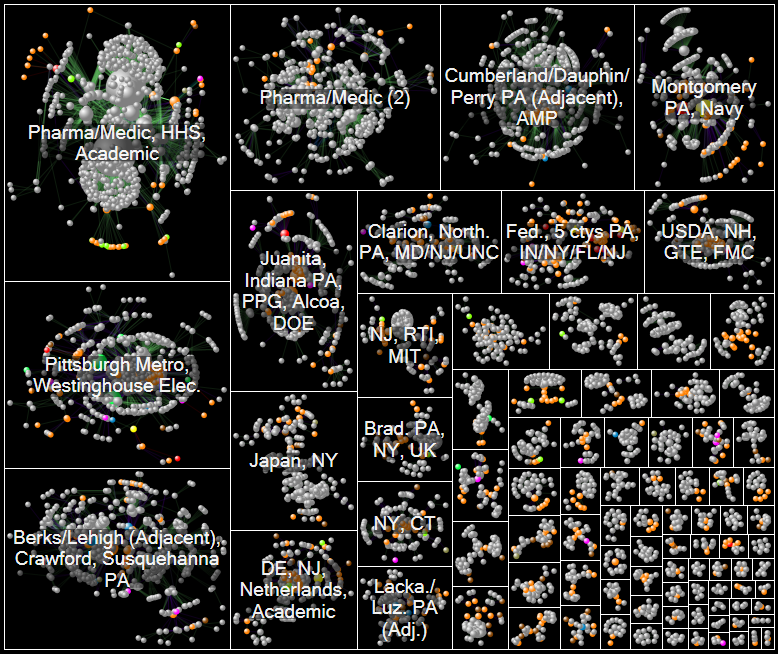 Pharma/Medic, HHS,
Academic
Pharma/Medic (2)
Cumberland/Dauphin/
Perry PA (Adjacent),
AMP
Montgomery
PA, Navy
Juanita,
Indiana PA,
PPG, Alcoa,
DOE
Clarion, North.
PA, MD/NJ/UNC
Fed., 5 ctys PA,
IN/NY/FL/NJ
USDA, NH,
GTE, FMC
Pittsburgh Metro,
Westinghouse Elec.
NJ, RTI,
MIT
Japan, NY
Brad. PA,
NY, UK
Berks/Lehigh (Adjacent),
Crawford, Susquehanna
PA
NY, CT
DE, NJ,
Netherlands,
Academic
Lacka./
Luz. PA
(Adj.)